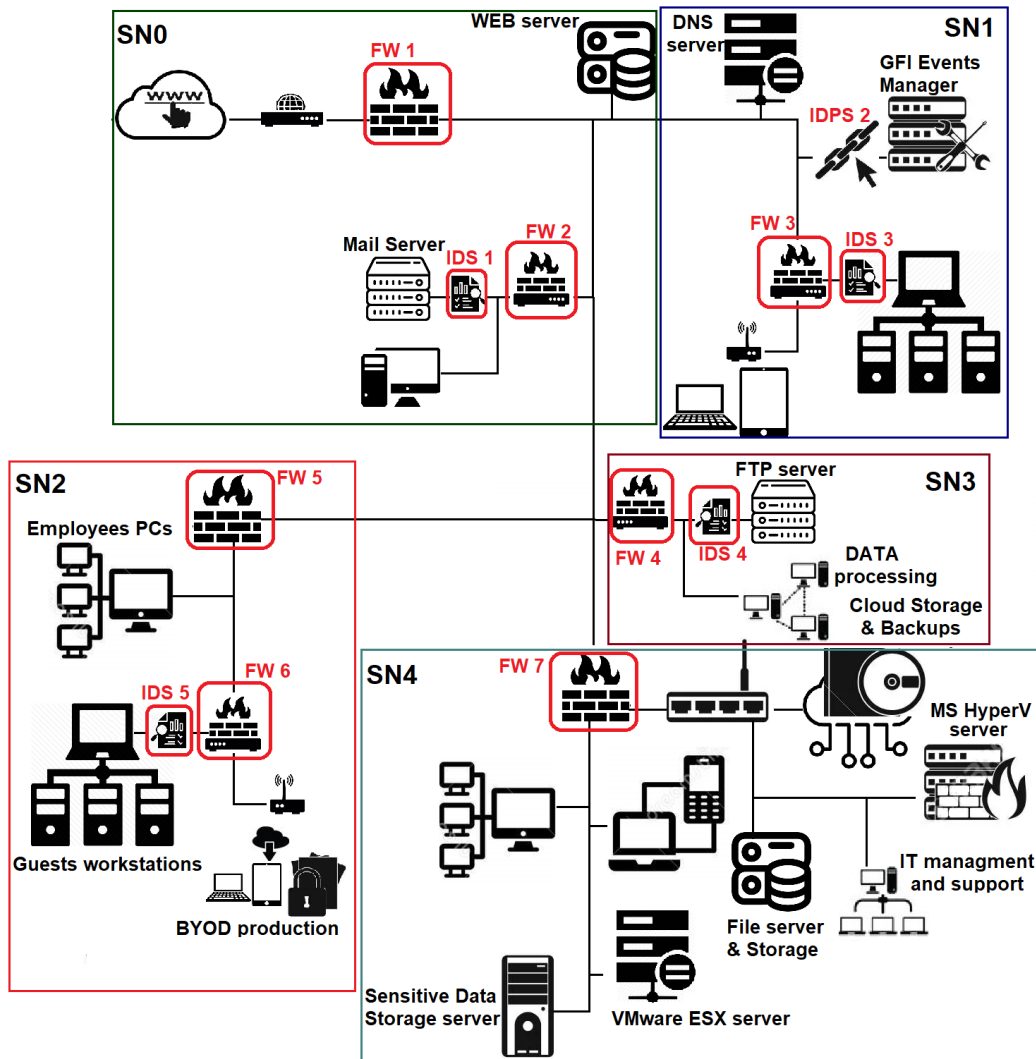 SN0
WEB server
FW 1
www
Mail Server
IDS 1
FW 2
SN1
DNS
server
GFI Events
Manager
IDPS 2
FW 3
IDS 3
SN2
FW 5
Employees PCs
FW 6
IDS 5
Guests workstations
BYOD production
SN3
FTP server
FW 4
IDS 4
DATA
processing
Cloud Storage
& Backups
SN4
FW 7
MS HyperV
server
IT managment
and support
File server
& Storage
Sensitive Data
Storage server
VMware ESX server